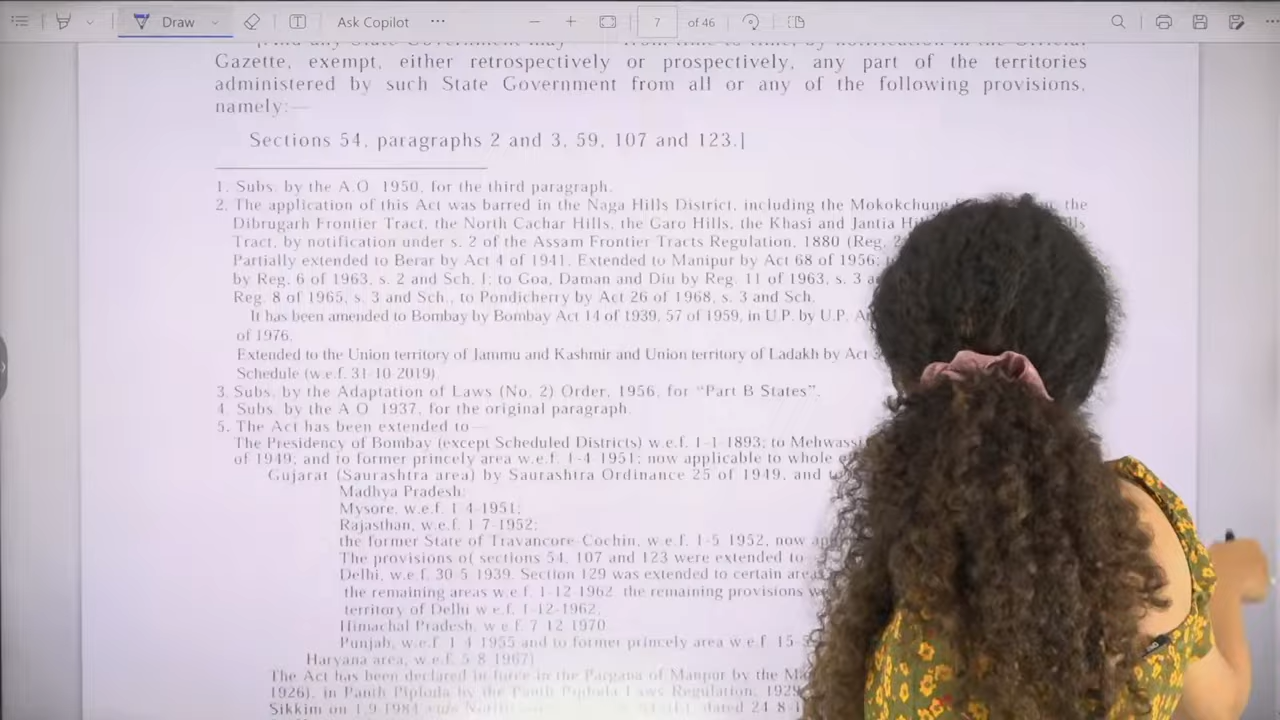 Draw
Ask Copilot
7 of 46
Gazette, exempt, either retrospectively or prospectively, any part of the territories
administered by such State Government from all or any of the following provisions,
namely:—
Sections 54, paragraphs 2 and 3, 59, 107 and 123.]
1. Subs. by the A.O. 1950, for the third paragraph.
2. The application of this Act was barred in the Naga Hills District, including the Mokokchung the
Dibrugarh Frontier Tract, the North Cachar Hills, the Garo Hills, the Khasi and Jantia
Tract, by notification under s. 2 of the Assam Frontier Tracts Regulation, 1880 (Reg. 2
Partially extended to Berar by Act 4 of 1941. Extended to Manipur by Act 68 of 1956;
by Reg. 6 of 1963, s. 2 and Sch. I; to Goa, Daman and Diu by Reg. 11 of 1963, s. 3
Reg. 8 of 1965, s. 3 and Sch., to Pondicherry by Act 26 of 1968, s. 3 and Sch.
It has been amended to Bombay by Bombay Act 14 of 1939, 57 of 1959, in U.P. by U.P.
of 1976.
Extended to the Union territory of Jammu and Kashmir and Union territory of Ladakh by Act
Schedule (w.e.f. 31-10-2019)
3. Subs. by the Adaptation of Laws (No. 2) Order, 1956, for “Part B States”.
4. Subs. by the A.O. 1937, for the original paragraph.
5. The Act has been extended to—
The Presidency of Bombay (except Scheduled Districts) w.e.f. 1-1-1893; to Mehwassi
of 1949; and to former princely area w.e.f. 1-4-1951; now applicable to whole
Gujarat (Saurashtra area) by Saurashtra Ordinance 25 of 1949, and
Madhya Pradesh;
Mysore, w.e.f. 1-4-1951;
Rajasthan, w.e.f. 1-7-1952;
the former State of Travancore-Cochin, w.e.f. 1-5-1952, now
The provisions of sections 54, 107 and 123 were extended to—
Delhi, w.e.f. 30-5-1939, Section 129 was extended to certain
the remaining areas w.e.f. 1-12-1962 the remaining provisions
territory of Delhi w.e.f. 1-12-1962,
Himachal Pradesh, w.e.f. 7-12-1970
Punjab, w.e.f. 1-4-1955 and to former princely area w.e.f. 15-5
Haryana area, w.e.f. 5-8-1967]
The Act has been declared in force in the Pargana of Manpur by the
1926), in Panth Piploda by the Panth Piploda Laws Regulation, 1929
Sikkim on 1.9.1984 dated 24-8-1